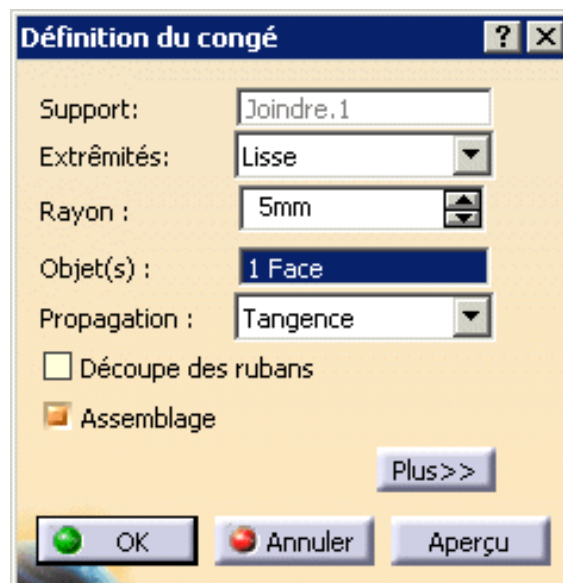 Définition du congé ? X
Support: Joindre.1
Extrêmités: Lisse
Rayon : 5mm
Objet(s) : 1 Face
Propagation : Tangence
Découpe des rubans
Assemblage
Plus>>
OK Annuler Aperçu